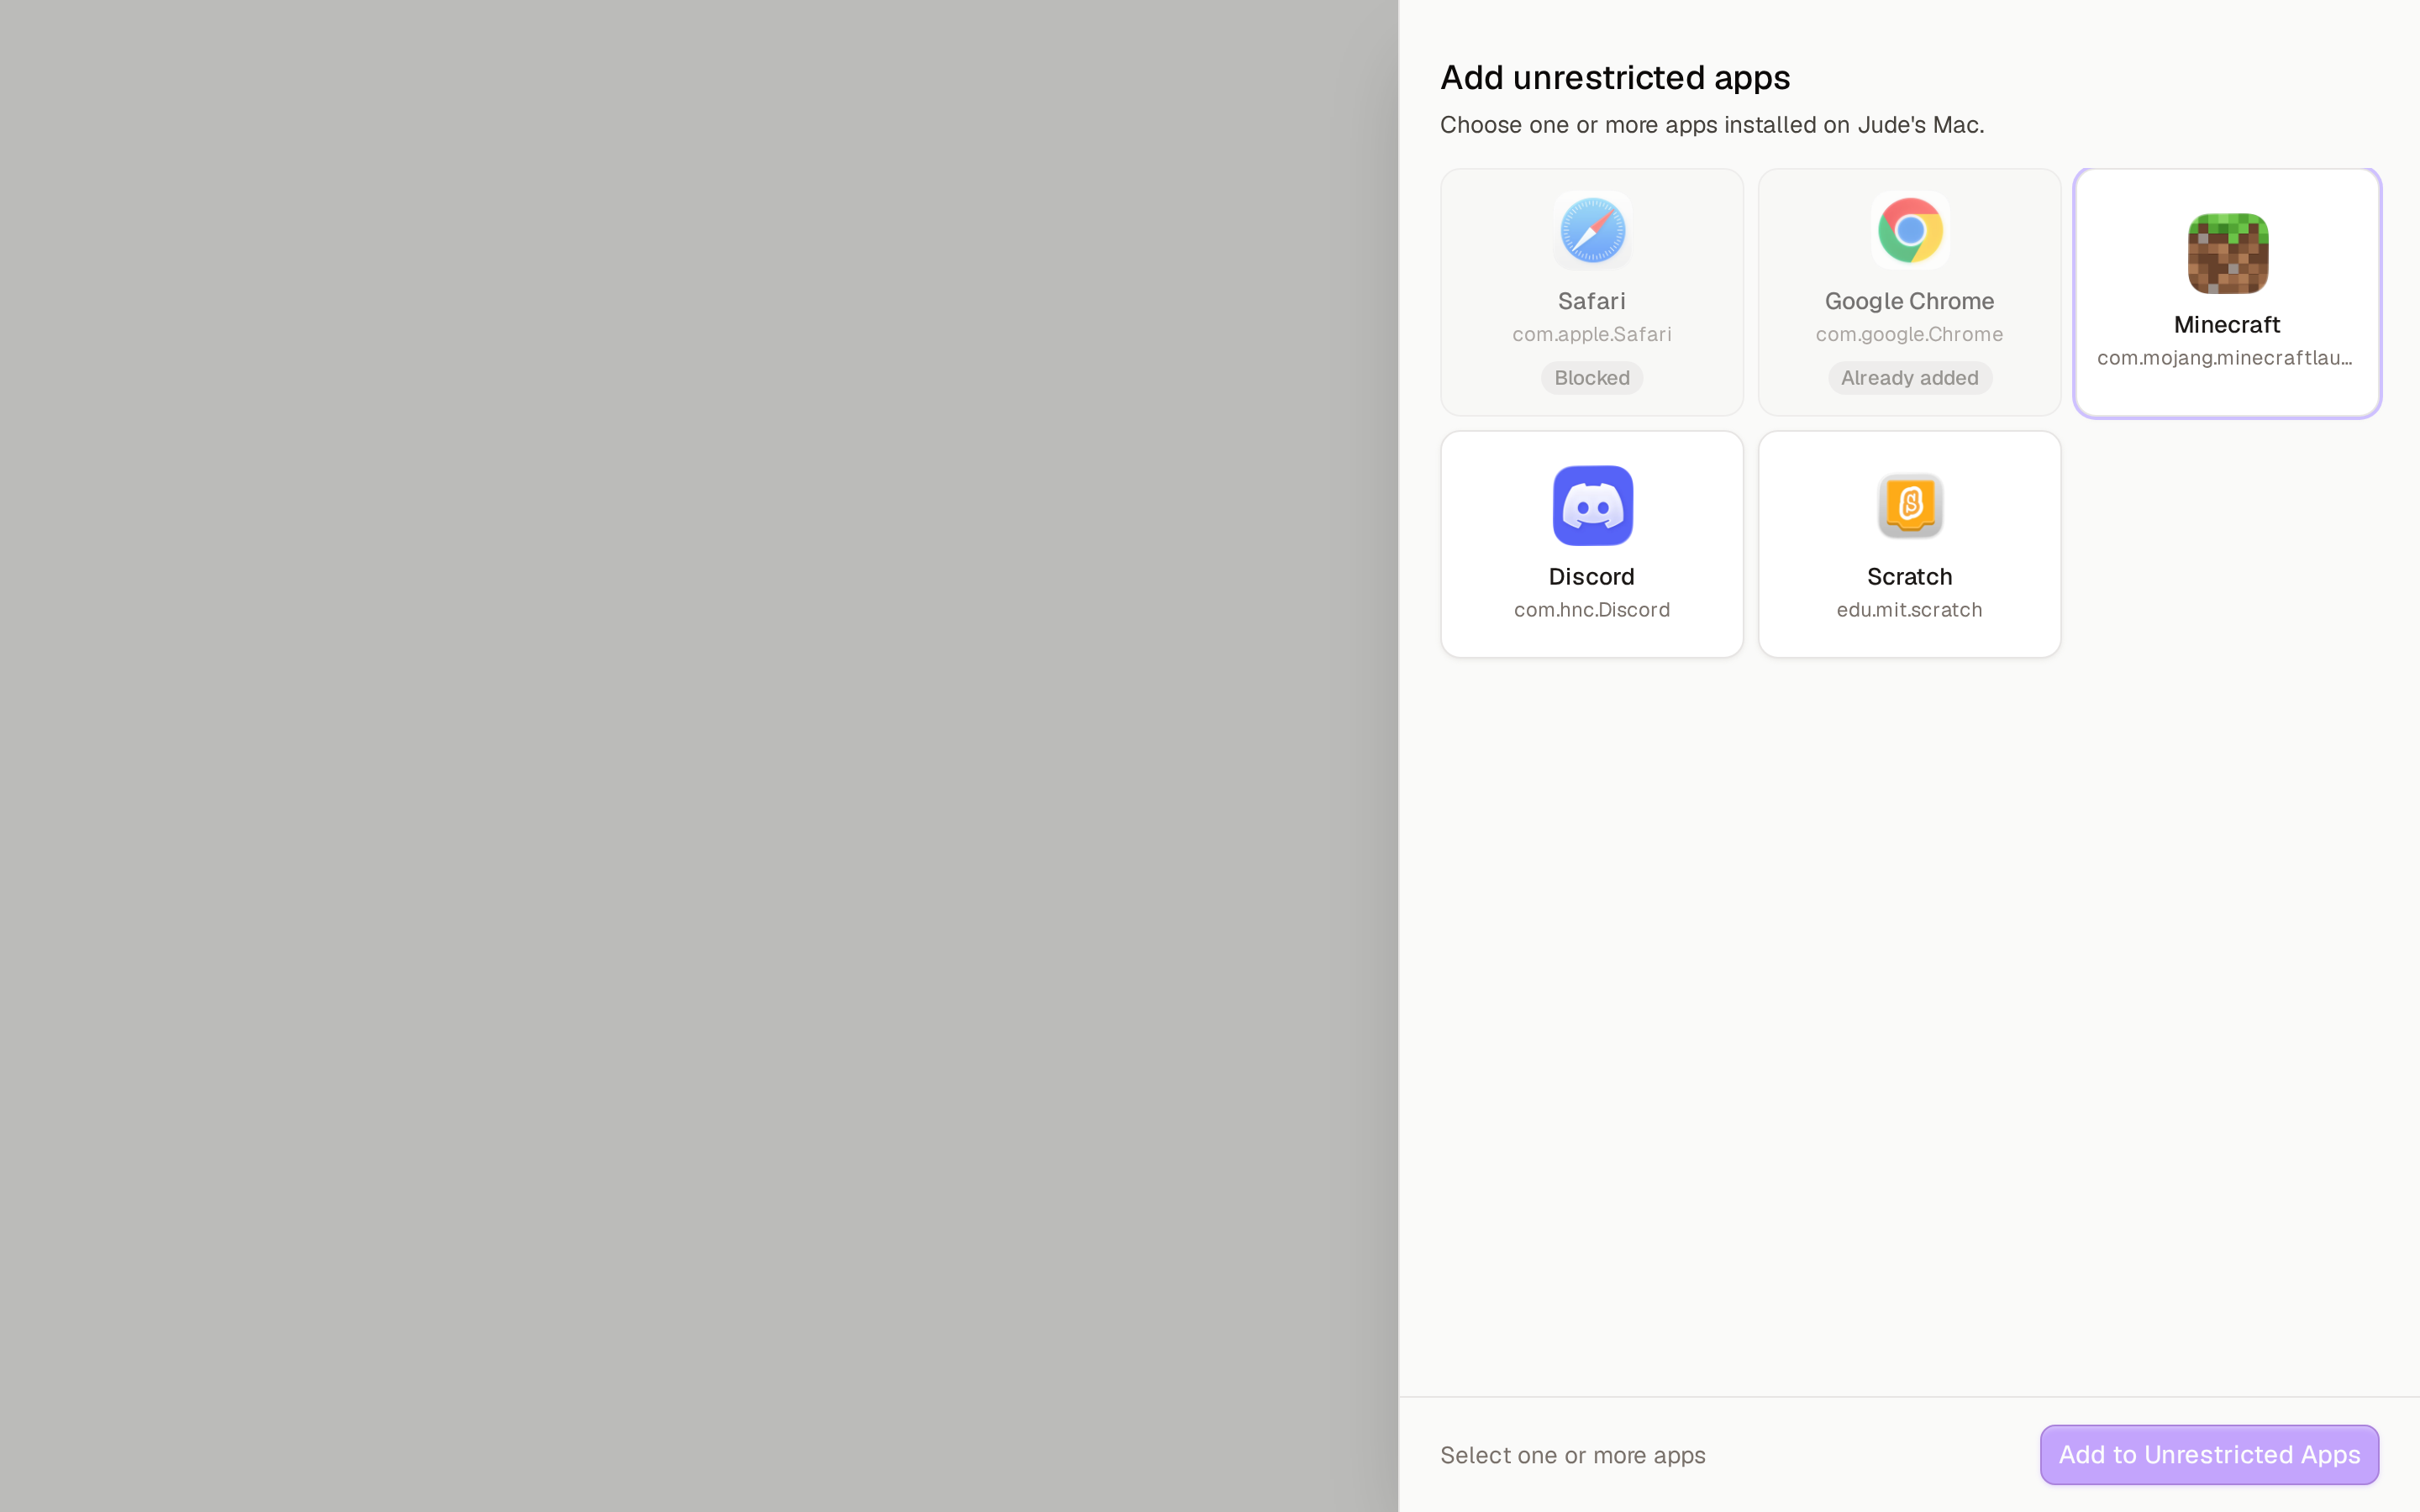 Add unrestricted apps
Choose one or more apps installed on Jude's Mac.
Safari
com.apple.Safari
Blocked
Google Chrome
com.google.Chrome
Already added
Minecraft
com.mojang.minecraftlau...
Discord
com.hnc.Discord
Scratch
edu.mit.scratch
Select one or more apps
Add to Unrestricted Apps